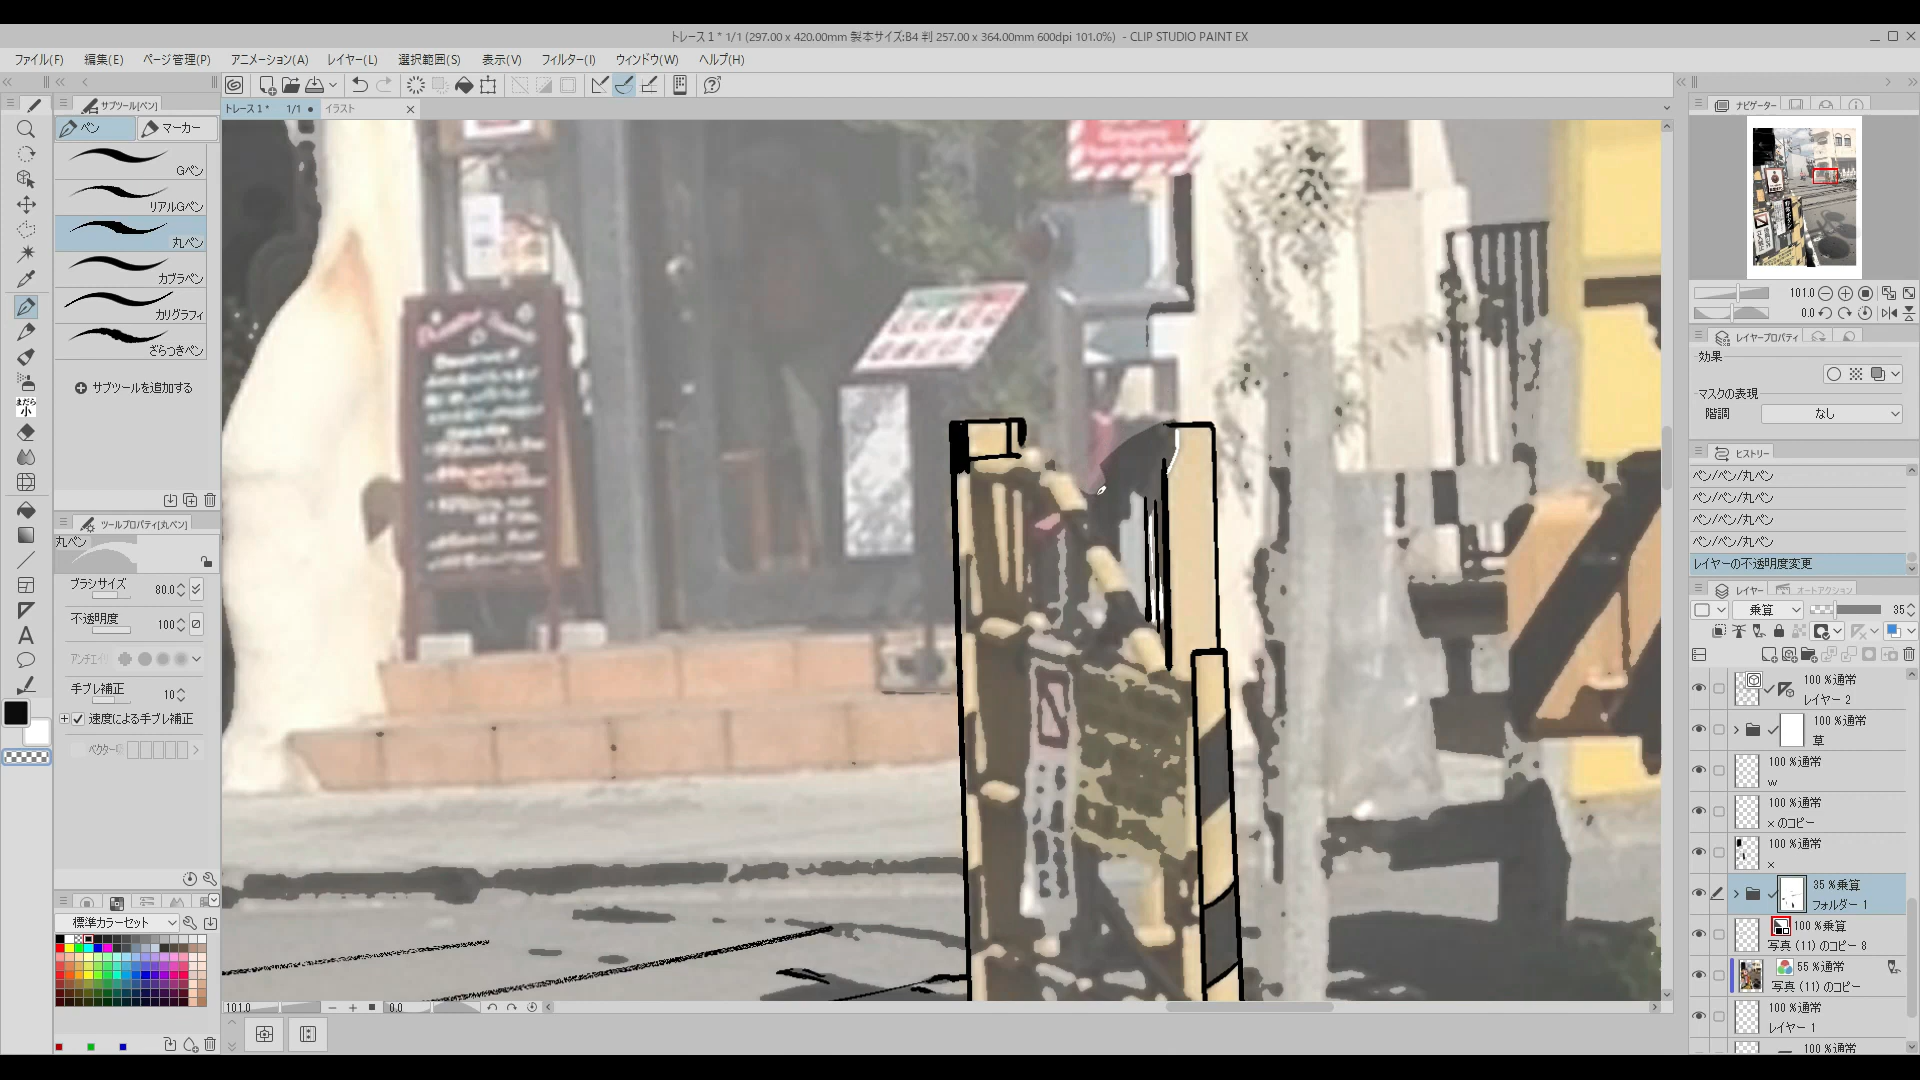 トレース 1 * 1/1 (297.00 x 420.00mm 製本サイズ:B4 判 257.00 x 364.00mm 600dpi 101.0%) - CLIP STUDIO PAINT EX
ファイル(F) 編集(E) ページ管理(P) アニメーション(A) レイヤー(L) 選択範囲(S) 表示(V) フィルター(I) ウィンドウ(W) ヘルプ(H)
サブツール[ペン]
トレース 1 * 1/1 イラスト
ナビゲーター
ペン マーカー
Gペン
リアルGペン
丸ペン
カブラペン
カリグラフィ
ざらつきペン
サブツールを追加する
まだら
小
101.0
0.0
レイヤープロパティ
効果
マスクの表現
階調 なし
ヒストリー
ペン/ペン/丸ペン
ペン/ペン/丸ペン
ペン/ペン/丸ペン
ペン/ペン/丸ペン
レイヤーの不透明度変更
ツールプロパティ[丸ペン]
丸ペン
ブラシサイズ 80.0
不透明度 100
手ブレ補正 10
速度による手ブレ補正
レイヤー オートアクション
乗算 35
100 %通常
レイヤー 2
100 %通常
草
100 %通常
w
100 %通常
x のコピー
100 %通常
x
35 %乗算
フォルダー 1
100 %乗算
写真 (11) のコピー 8
55 %通常
写真 (11) のコピー
100 %通常
レイヤー 1
100 %通常
標準カラーセット
101.0 0.0